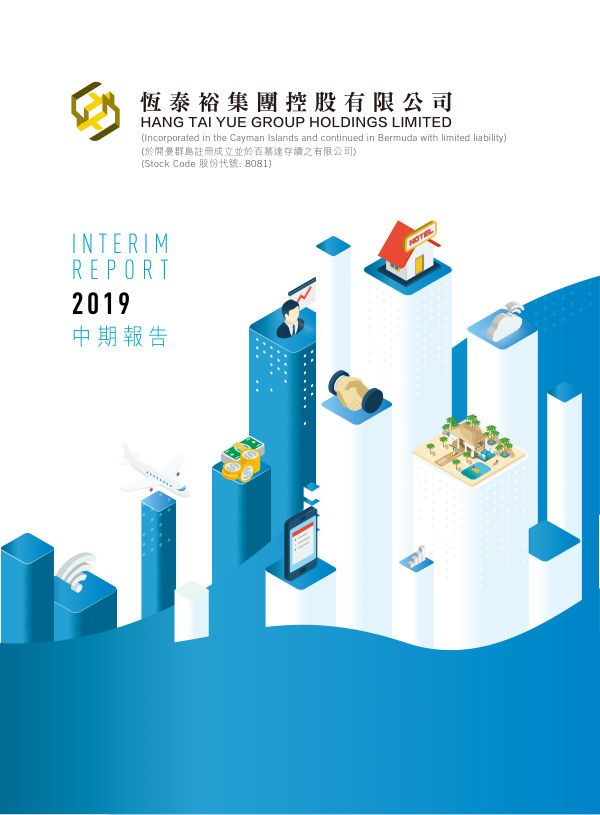 恆泰裕集團控股有限公司
HANG TAI YUE GROUP HOLDINGS LIMITED
(Incorporated in the Cayman Islands and continued in Bermuda with limited liability)
(於開曼群島註冊成立並於百慕達存續之有限公司)
(Stock Code 股份代號: 8081)
INTERIM
REPORT
2019
中期報告
HOTEL